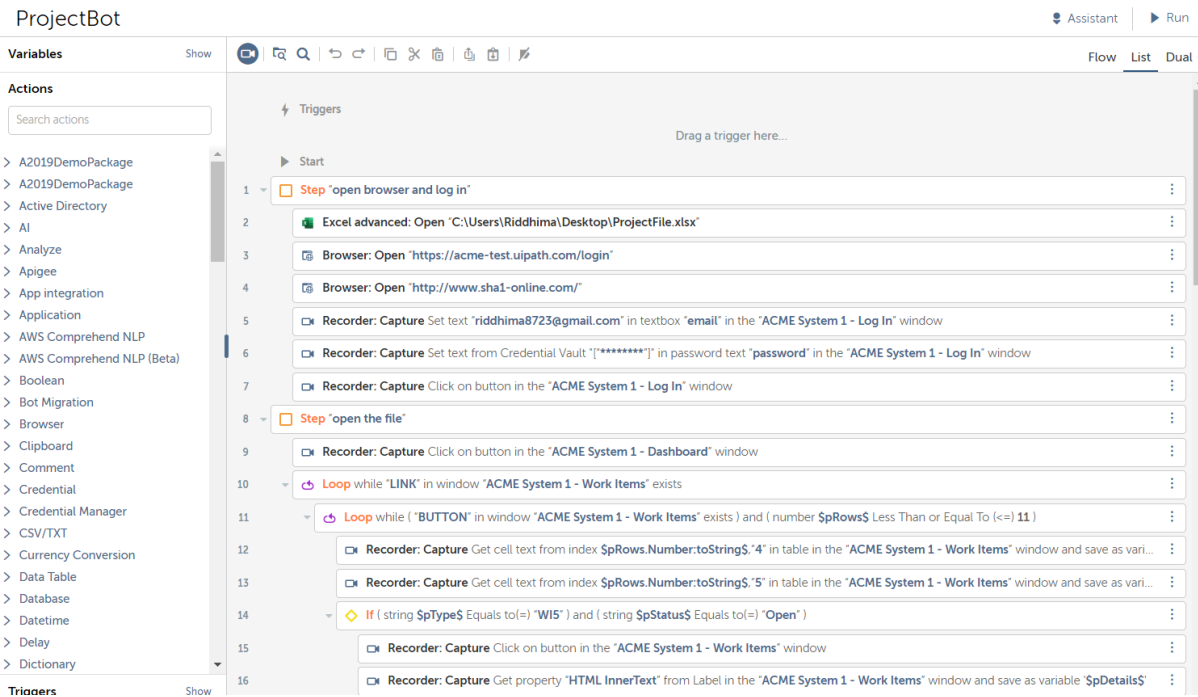 ProjectBot
Assistant
Run
Variables
Show
Flow
List
Dual
Actions
Search actions
A2019DemoPackage
A2019DemoPackage
Active Directory
AI
Analyze
Apigee
App integration
Application
AWS Comprehend NLP
AWS Comprehend NLP (Beta)
Boolean
Bot Migration
Browser
Clipboard
Comment
Credential
Credential Manager
CSV/TXT
Currency Conversion
Data Table
Database
Datetime
Delay
Dictionary
Triggers
Show
Triggers
Drag a trigger here...
Start
1 Step "open browser and log in"
2 Excel advanced: Open "C:\Users\Riddhima\Desktop\ProjectFile.xlsx"
3 Browser: Open "https://acme-test.uipath.com/login"
4 Browser: Open "http://www.sha1-online.com/"
5 Recorder: Capture Set text "riddhima8723@gmail.com" in textbox "email" in the "ACME System 1 - Log In" window
6 Recorder: Capture Set text from Credential Vault "["********"]" in password text "password" in the "ACME System 1 - Log In" window
7 Recorder: Capture Click on button in the "ACME System 1 - Log In" window
8 Step "open the file"
9 Recorder: Capture Click on button in the "ACME System 1 - Dashboard" window
10 Loop while "LINK" in window "ACME System 1 - Work Items" exists
11 Loop while ( "BUTTON" in window "ACME System 1 - Work Items" exists ) and ( number $pRows$ Less Than or Equal To (<=) 11 )
12 Recorder: Capture Get cell text from index $pRows.Number:toString$,"4" in table in the "ACME System 1 - Work Items" window and save as vari...
13 Recorder: Capture Get cell text from index $pRows.Number:toString$,"5" in table in the "ACME System 1 - Work Items" window and save as vari...
14 If ( string $pType$ Equals to(=) "WI5" ) and ( string $pStatus$ Equals to(=) "Open" )
15 Recorder: Capture Click on button in the "ACME System 1 - Work Items" window
16 Recorder: Capture Get property "HTML InnerText" from Label in the "ACME System 1 - Work Items" window and save as variable '$pDetails$'